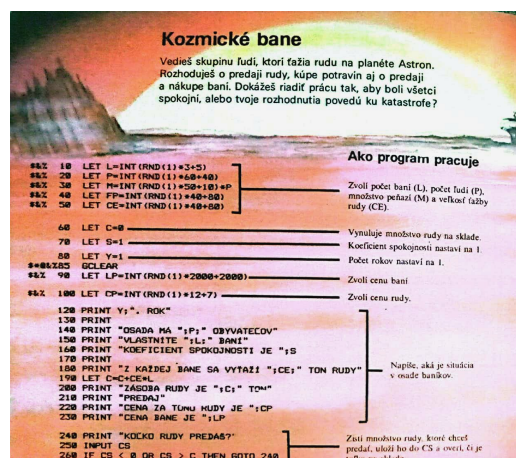 Kozmické bane
Vedieš skupinu ľudí, ktorí ťažia rudu na planéte Astron.
Rozhoduješ o predaji rudy, kúpe potravín aj o predaji
a nákupe baní. Dokážeš riadiť prácu tak, aby boli všetci
spokojní, alebo tvoje rozhodnutia povedú ku katastrofe?
Ako program pracuje
$&% 10 LET L=INT(RND(1)*3+5)
$&% 20 LET P=INT(RND(1)*60+40)
$&% 30 LET M=INT(RND(1)*50+10)*P
$&% 40 LET FP=INT(RND(1)*40+80)
$&% 50 LET CE=INT(RND(1)*40+80)
Zvolí počet baní (L), počet ľudí (P),
množstvo peňazí (M) a veľkosť ťažby
rudy (CE).
60 LET C=0
Vynuluje množstvo rudy na sklade.
70 LET S=1
Koeficient spokojnosti nastaví na 1.
80 LET Y=1
Počet rokov nastaví na 1.
85 GCLEAR
$&% 90 LET LP=INT(RND(1)*2000+2000)
Zvolí cenu baní
$&% 100 LET CP=INT(RND(1)*12+7)
Zvolí cenu rudy.
120 PRINT Y;". ROK"
130 PRINT
140 PRINT "OSADA MÁ ";P;" OBYVATEĽOV"
150 PRINT "VLASTNÍTE ";L;" BANÍ"
160 PRINT "KOEFICIENT SPOKOJNOSTI JE ";S
170 PRINT
180 PRINT "Z KAŽDEJ BANE SA VYŤAŽÍ ";CE;" TON RUDY"
190 LET C=C+CE*L
200 PRINT "ZÁSOBA RUDY JE ";C;" TON"
210 PRINT "PREDAJ"
220 PRINT "CENA ZA TONU RUDY JE ";CP
230 PRINT "CENA BANE JE ";LP
Napíše, aká je situácia
v osade baníkov.
240 PRINT "KOĽKO RUDY PREDÁŠ?"
250 INPUT CS
260 IF CS < 0 OR CS > C THEN GOTO 240
Zistí množstvo rudy, ktoré chceš
predať, uloží ho do CS a overí, či je